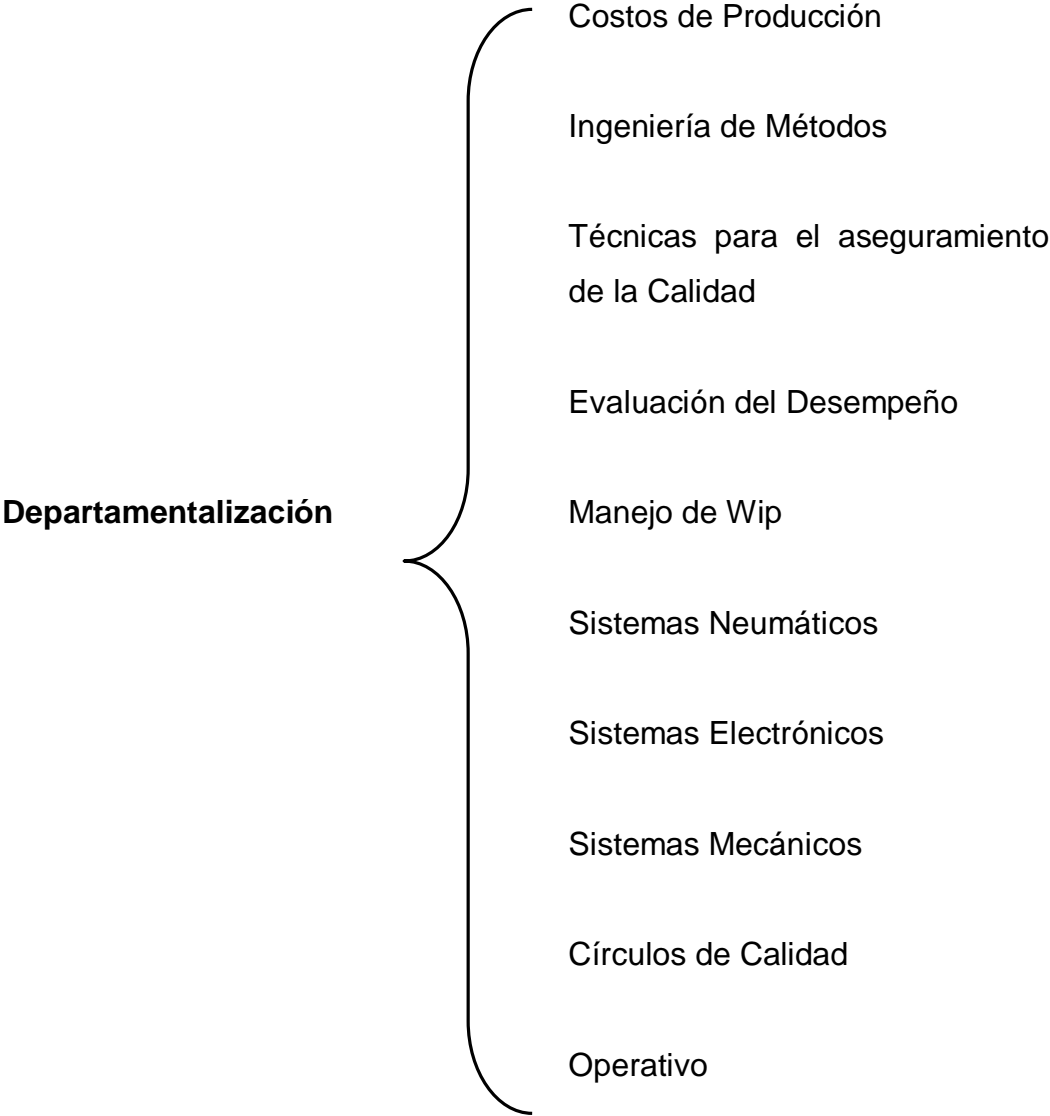 Costos de Producción
Ingeniería de Métodos
Técnicas para el aseguramiento
de la Calidad
Evaluación del Desempeño
Departamentalización
Manejo de Wip
Sistemas Neumáticos
Sistemas Electrónicos
Sistemas Mecánicos
Círculos de Calidad
Operativo